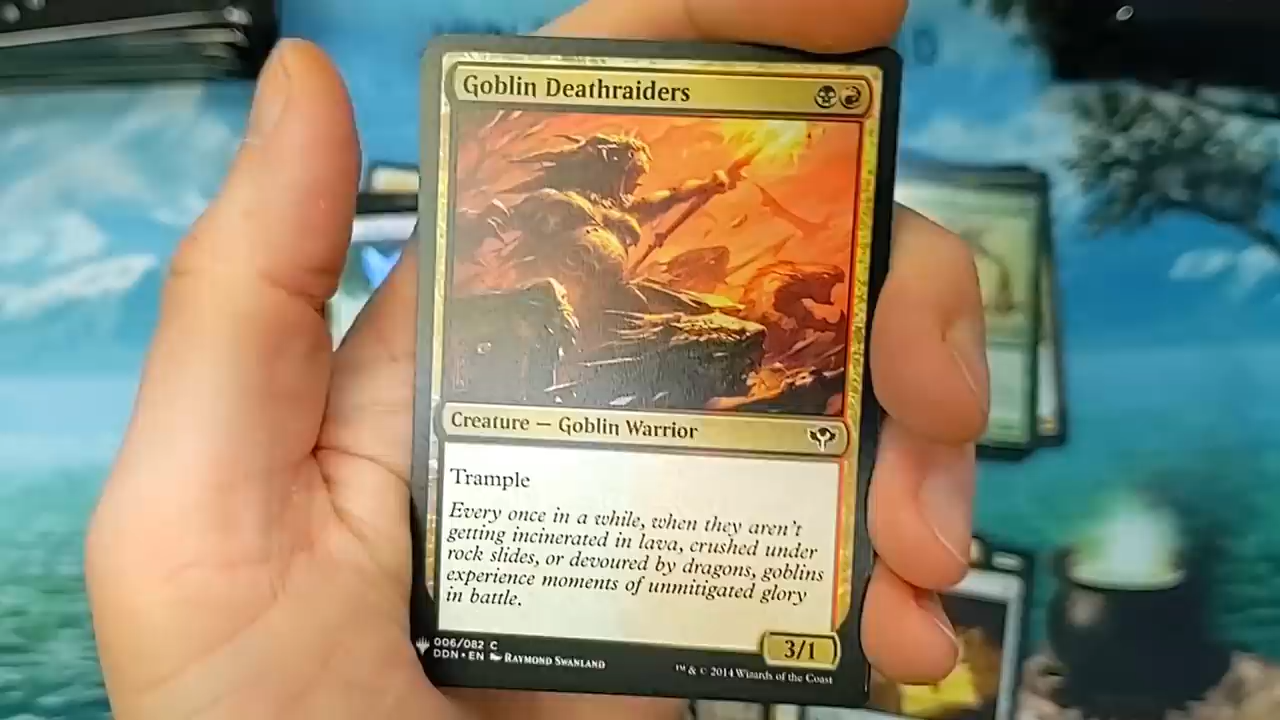 Goblin Deathraiders
Creature — Goblin Warrior
Trample
Every once in a while, when they aren't
getting incinerated in lava, crushed under
rock slides, or devoured by dragons, goblins
experience moments of unmitigated glory
in battle.
3/1
006/082 C
DDN • EN RAYMOND SWANLAND
™ & © 2014 Wizards of the Coast